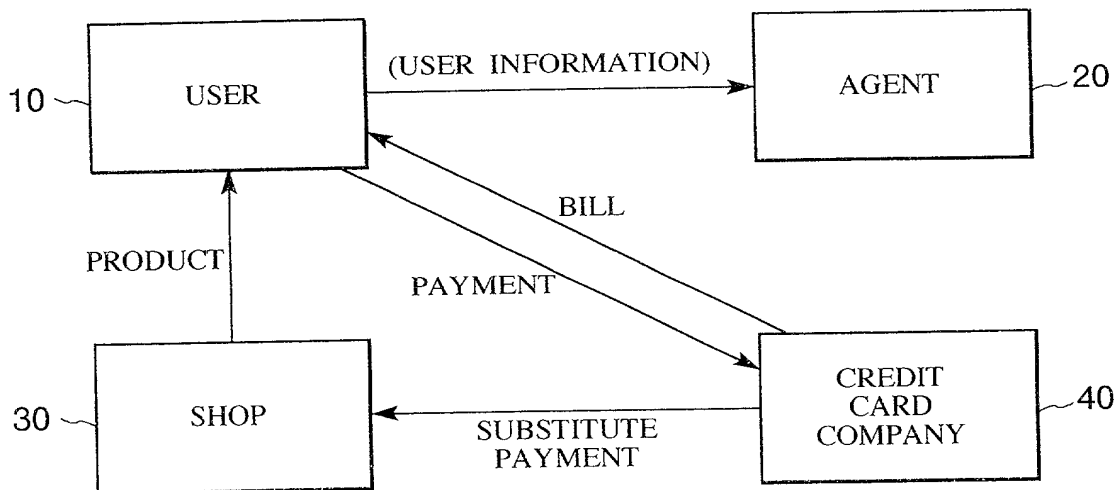 (USER INFORMATION)
10
USER
AGENT
20
BILL
PRODUCT
PAYMENT
30
SHOP
SUBSTITUTE
PAYMENT
CREDIT
CARD
COMPANY
40